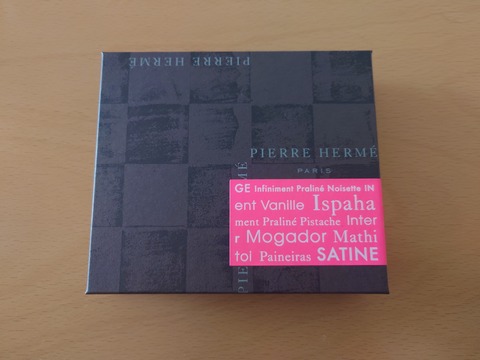 PIERRE HERMÉ
PIERRE HERMÉ
PARIS
PIERRE HERMÉ
GE Infiniment Praliné Noisette IN
ent Vanille Ispaha
ment Praliné Pistache Inter
r Mogador Mathi
tol Paineiras SATINE